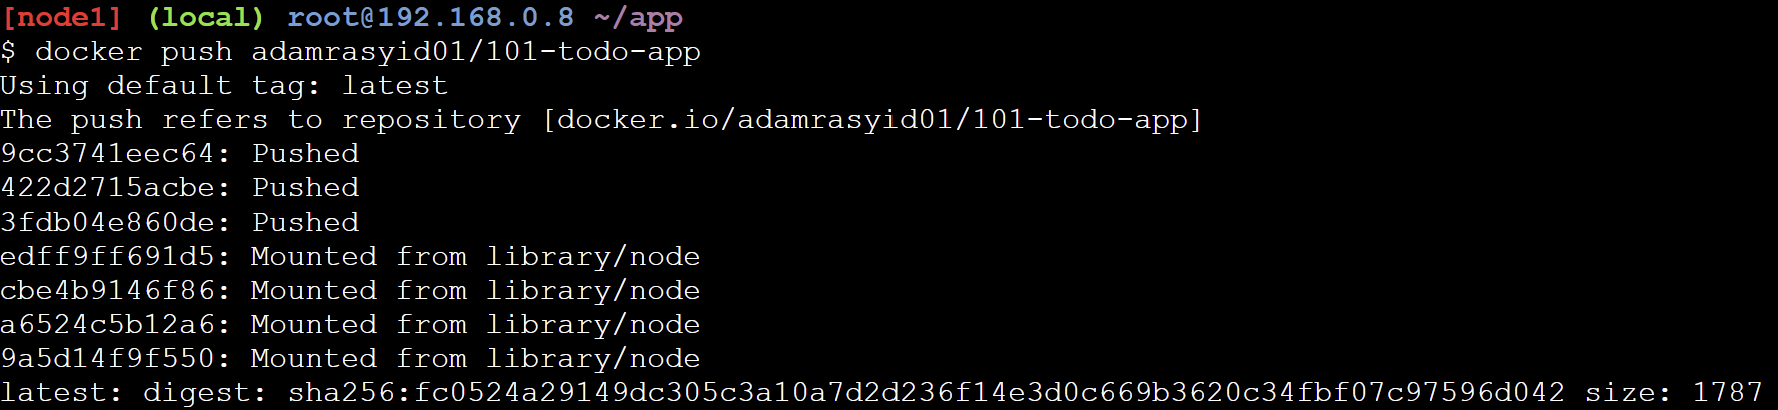 [node1] (local) root@192.168.0.8 ~/app
$ docker push adamrasyid01/101-todo-app
Using default tag: latest
The push refers to repository [docker.io/adamrasyid01/101-todo-app]
9cc3741eec64: Pushed
422d2715acbe: Pushed
3fdb04e860de: Pushed
edff9ff691d5: Mounted from library/node
cbe4b9146f86: Mounted from library/node
a6524c5b12a6: Mounted from library/node
9a5d14f9f550: Mounted from library/node
latest: digest: sha256:fc0524a29149dc305c3a10a7d2d236f14e3d0c669b3620c34fbf07c97596d042 size: 1787